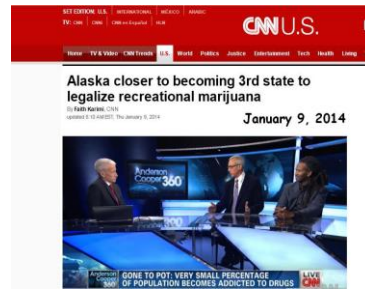 SET EDITION: U.S. INTERNATIONAL MÉXICO ARABIC
TV: CNN CNNi CNN en Español HLN
CNN U.S.
Home TV & Video CNN Trends U.S. World Politics Justice Entertainment Tech Health Living
Alaska closer to becoming 3rd state to
legalize recreational marijuana
By Faith Karimi, CNN
January 9, 2014
Anderson
Cooper 360°
Anderson
Cooper
360°
GONE TO POT: VERY SMALL PERCENTAGE
OF POPULATION BECOMES ADDICTED TO DRUGS
LIVE
CNN